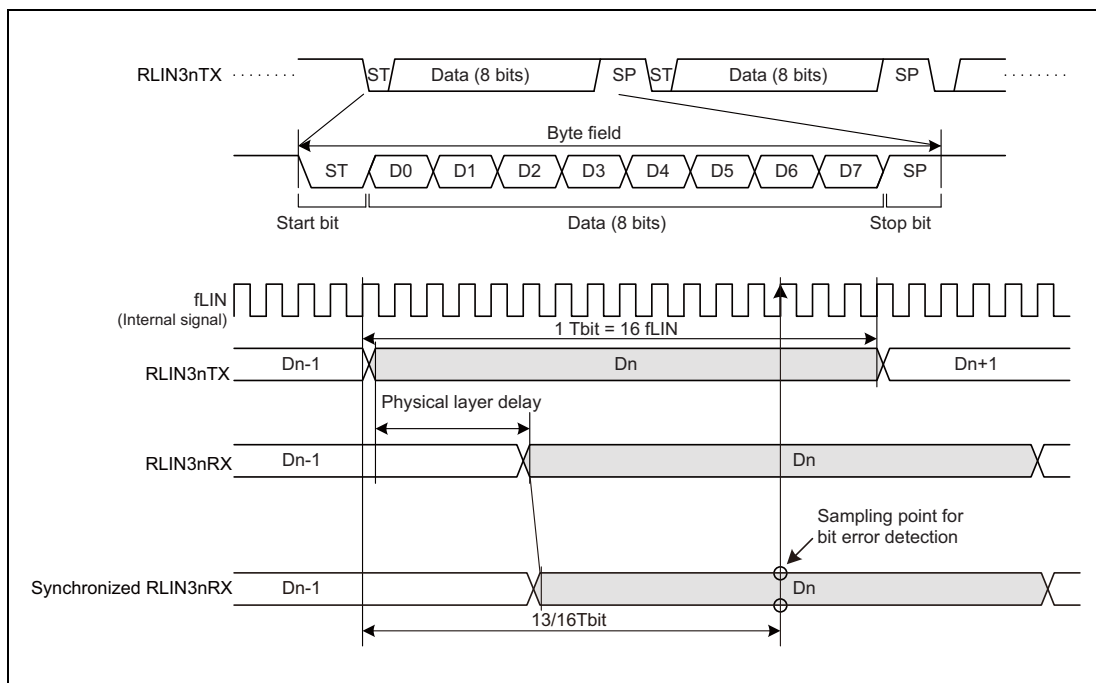 RLIN3nTX ST Data (8 bits) SP ST Data (8 bits) SP
Byte field
ST D0 D1 D2 D3 D4 D5 D6 D7 SP
Start bit Data (8 bits) Stop bit
fLIN
(Internal signal)
1 Tbit = 16 fLIN
RLIN3nTX Dn-1 Dn Dn+1
Physical layer delay
RLIN3nRX Dn-1 Dn
Sampling point for
bit error detection
Synchronized RLIN3nRX Dn-1 Dn
13/16Tbit